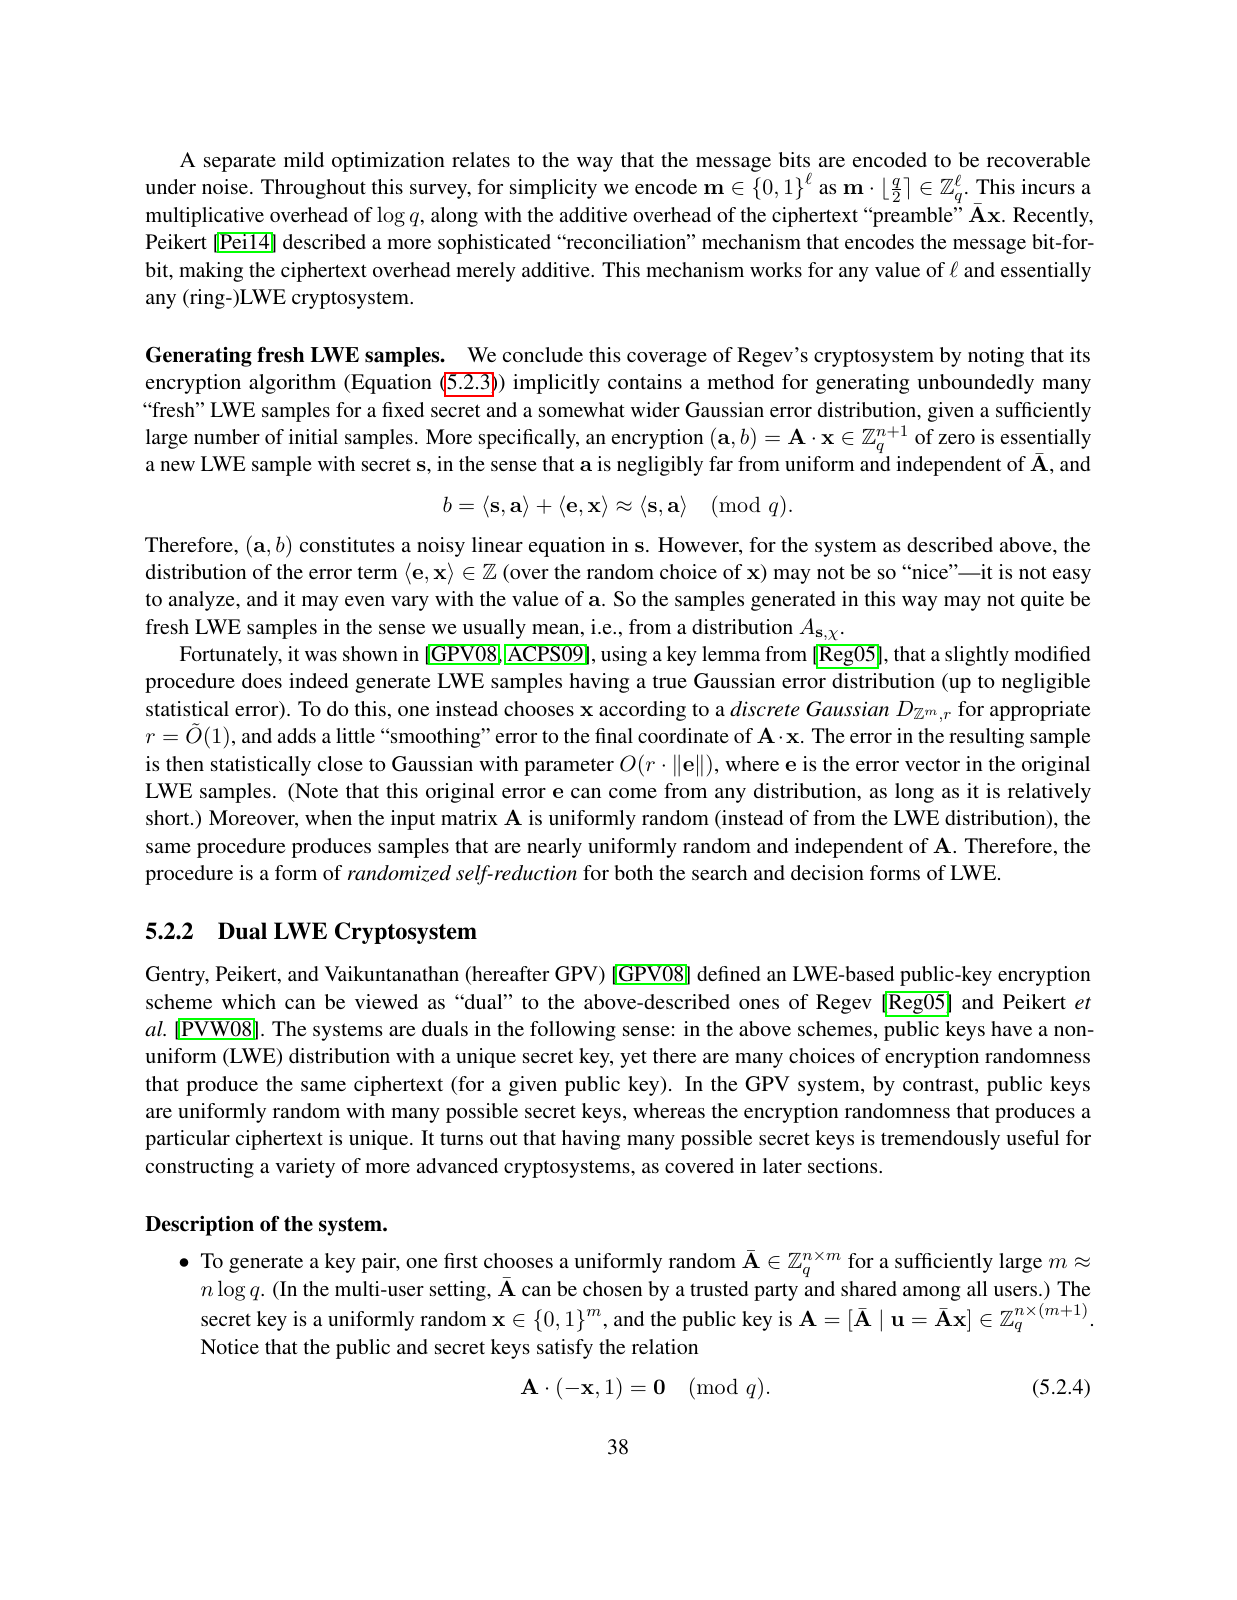 A separate mild optimization relates to the way that the message bits are encoded to be recoverable
under noise. Throughout this survey, for simplicity we encode m ∈ {0, 1}^ℓ as m · ⌊q/2⌉ ∈ ℤ_q^ℓ. This incurs a
multiplicative overhead of log q, along with the additive overhead of the ciphertext “preamble” Āx. Recently,
Peikert [Pei14] described a more sophisticated “reconciliation” mechanism that encodes the message bit-for-
bit, making the ciphertext overhead merely additive. This mechanism works for any value of ℓ and essentially
any (ring-)LWE cryptosystem.
Generating fresh LWE samples. We conclude this coverage of Regev’s cryptosystem by noting that its
encryption algorithm (Equation (5.2.3)) implicitly contains a method for generating unboundedly many
“fresh” LWE samples for a fixed secret and a somewhat wider Gaussian error distribution, given a sufficiently
large number of initial samples. More specifically, an encryption (a, b) = A · x ∈ ℤ_q^{n+1} of zero is essentially
a new LWE sample with secret s, in the sense that a is negligibly far from uniform and independent of Ā, and
b = ⟨s, a⟩ + ⟨e, x⟩ ≈ ⟨s, a⟩ (mod q).
Therefore, (a, b) constitutes a noisy linear equation in s. However, for the system as described above, the
distribution of the error term ⟨e, x⟩ ∈ ℤ (over the random choice of x) may not be so “nice”—it is not easy
to analyze, and it may even vary with the value of a. So the samples generated in this way may not quite be
fresh LWE samples in the sense we usually mean, i.e., from a distribution A_{s,χ}.
Fortunately, it was shown in [GPV08, ACPS09], using a key lemma from [Reg05], that a slightly modified
procedure does indeed generate LWE samples having a true Gaussian error distribution (up to negligible
statistical error). To do this, one instead chooses x according to a discrete Gaussian D_{ℤ^m,r} for appropriate
r = Õ(1), and adds a little “smoothing” error to the final coordinate of A·x. The error in the resulting sample
is then statistically close to Gaussian with parameter O(r · ‖e‖), where e is the error vector in the original
LWE samples. (Note that this original error e can come from any distribution, as long as it is relatively
short.) Moreover, when the input matrix A is uniformly random (instead of from the LWE distribution), the
same procedure produces samples that are nearly uniformly random and independent of A. Therefore, the
procedure is a form of randomized self-reduction for both the search and decision forms of LWE.
5.2.2 Dual LWE Cryptosystem
Gentry, Peikert, and Vaikuntanathan (hereafter GPV) [GPV08] defined an LWE-based public-key encryption
scheme which can be viewed as “dual” to the above-described ones of Regev [Reg05] and Peikert et
al. [PVW08]. The systems are duals in the following sense: in the above schemes, public keys have a non-
uniform (LWE) distribution with a unique secret key, yet there are many choices of encryption randomness
that produce the same ciphertext (for a given public key). In the GPV system, by contrast, public keys
are uniformly random with many possible secret keys, whereas the encryption randomness that produces a
particular ciphertext is unique. It turns out that having many possible secret keys is tremendously useful for
constructing a variety of more advanced cryptosystems, as covered in later sections.
Description of the system.
• To generate a key pair, one first chooses a uniformly random Ā ∈ ℤ_q^{n×m} for a sufficiently large m ≈
n log q. (In the multi-user setting, Ā can be chosen by a trusted party and shared among all users.) The
secret key is a uniformly random x ∈ {0, 1}^m, and the public key is A = [Ā | u = Āx] ∈ ℤ_q^{n×(m+1)}.
Notice that the public and secret keys satisfy the relation
A · (−x, 1) = 0 (mod q). (5.2.4)
38